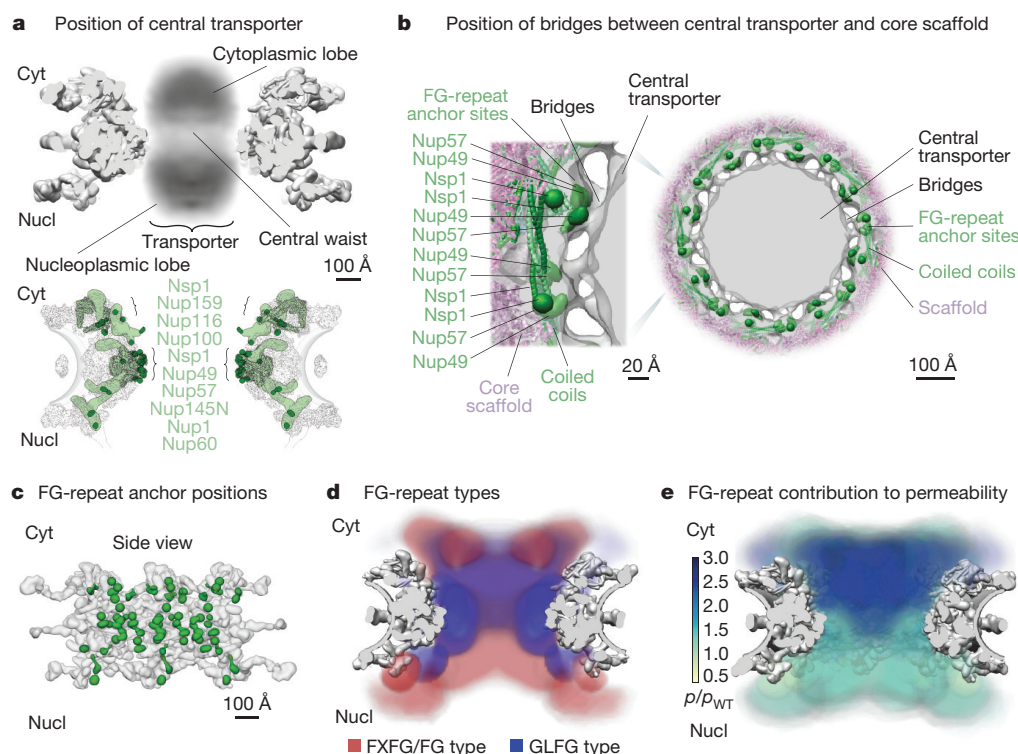 a Position of central transporter
Cytoplasmic lobe
Cyt
Nucl
Transporter
Central waist
Nucleoplasmic lobe
100 Å
Cyt
Nsp1
Nup159
Nup116
Nup100
Nsp1
Nup49
Nup57
Nup145N
Nup1
Nup60
Nucl
b Position of bridges between central transporter and core scaffold
Central
transporter
FG-repeat
anchor sites
Bridges
Nup57
Nup49
Nsp1
Nsp1
Nup49
Nup57
Nup49
Nup57
Nsp1
Nsp1
Nup57
Nup49
Core
scaffold
Coiled
coils
20 Å
Central
transporter
Bridges
FG-repeat
anchor sites
Coiled coils
Scaffold
100 Å
c FG-repeat anchor positions
Cyt
Side view
Nucl
100 Å
d FG-repeat types
Cyt
Nucl
FXFG/FG type
GLFG type
e FG-repeat contribution to permeability
Cyt
3.0
2.5
2.0
1.5
1.0
0.5
p/pWT
Nucl